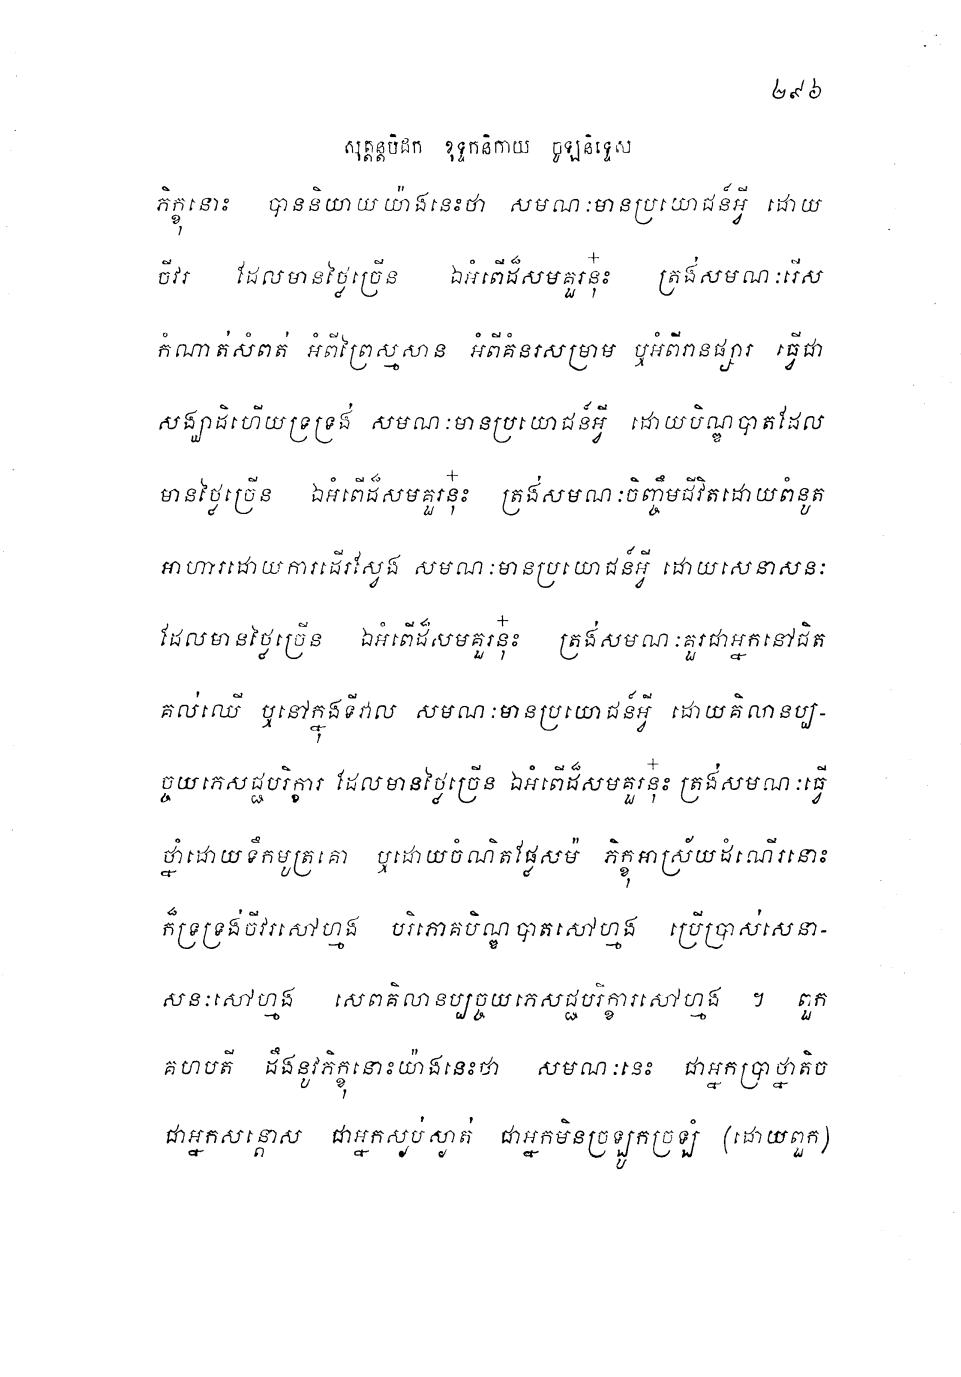 ២៩៦
សុត្តន្តបិដក ខុទ្ទកនិកាយ ចូឡនិទ្ទេស
ភិក្ខុនោះ បាននិយាយយ៉ាងនេះថា សមណៈមានប្រយោជន៍អ្វី ដោយ
ចីវរ ដែលមានថ្លៃច្រើន ឯអំពើដ៏សមគួរនុ៎ះ ត្រង់សមណៈរើស
កំណាត់សំពត់ អំពីព្រៃស្មសាន អំពីគំនរសម្រាម ឬអំពីរានផ្សារ ធ្វើជា
សង្ឃាដិហើយទ្រទ្រង់ សមណៈមានប្រយោជន៍អ្វី ដោយបិណ្ឌបាតដែល
មានថ្លៃច្រើន ឯអំពើដ៏សមគួរនុ៎ះ ត្រង់សមណៈចិញ្ចឹមជីវិតដោយពំនូត
អាហារដោយការដើរស្វែង សមណៈមានប្រយោជន៍អ្វី ដោយសេនាសនៈ
ដែលមានថ្លៃច្រើន ឯអំពើដ៏សមគួរនុ៎ះ ត្រង់សមណៈគួរជាអ្នកនៅជិត
គល់ឈើ ឬនៅក្នុងទីវាល សមណៈមានប្រយោជន៍អ្វី ដោយគិលានប្ប-
ច្ចយភេសជ្ជបរិក្ខារ ដែលមានថ្លៃច្រើន ឯអំពើដ៏សមគួរនុ៎ះ ត្រង់សមណៈធ្វើ
ថ្នាំដោយទឹកមូត្រគោ ឬដោយចំណិតផ្លែសម៉ ភិក្ខុអាស្រ័យដំណើរនោះ
ក៏ទ្រទ្រង់ចីវរសៅហ្មង បរិភោគបិណ្ឌបាតសៅហ្មង ប្រើប្រាស់សេនា-
សនៈសៅហ្មង សេពគិលានប្បច្ចយភេសជ្ជបរិក្ខារសៅហ្មង ។ ពួក
គហបតី ដឹងនូវភិក្ខុនោះយ៉ាងនេះថា សមណៈនេះ ជាអ្នកប្រាថ្នាតិច
ជាអ្នកសន្តោស ជាអ្នកស្ងប់ស្ងាត់ ជាអ្នកមិនច្រឡូកច្រឡំ (ដោយពួក)